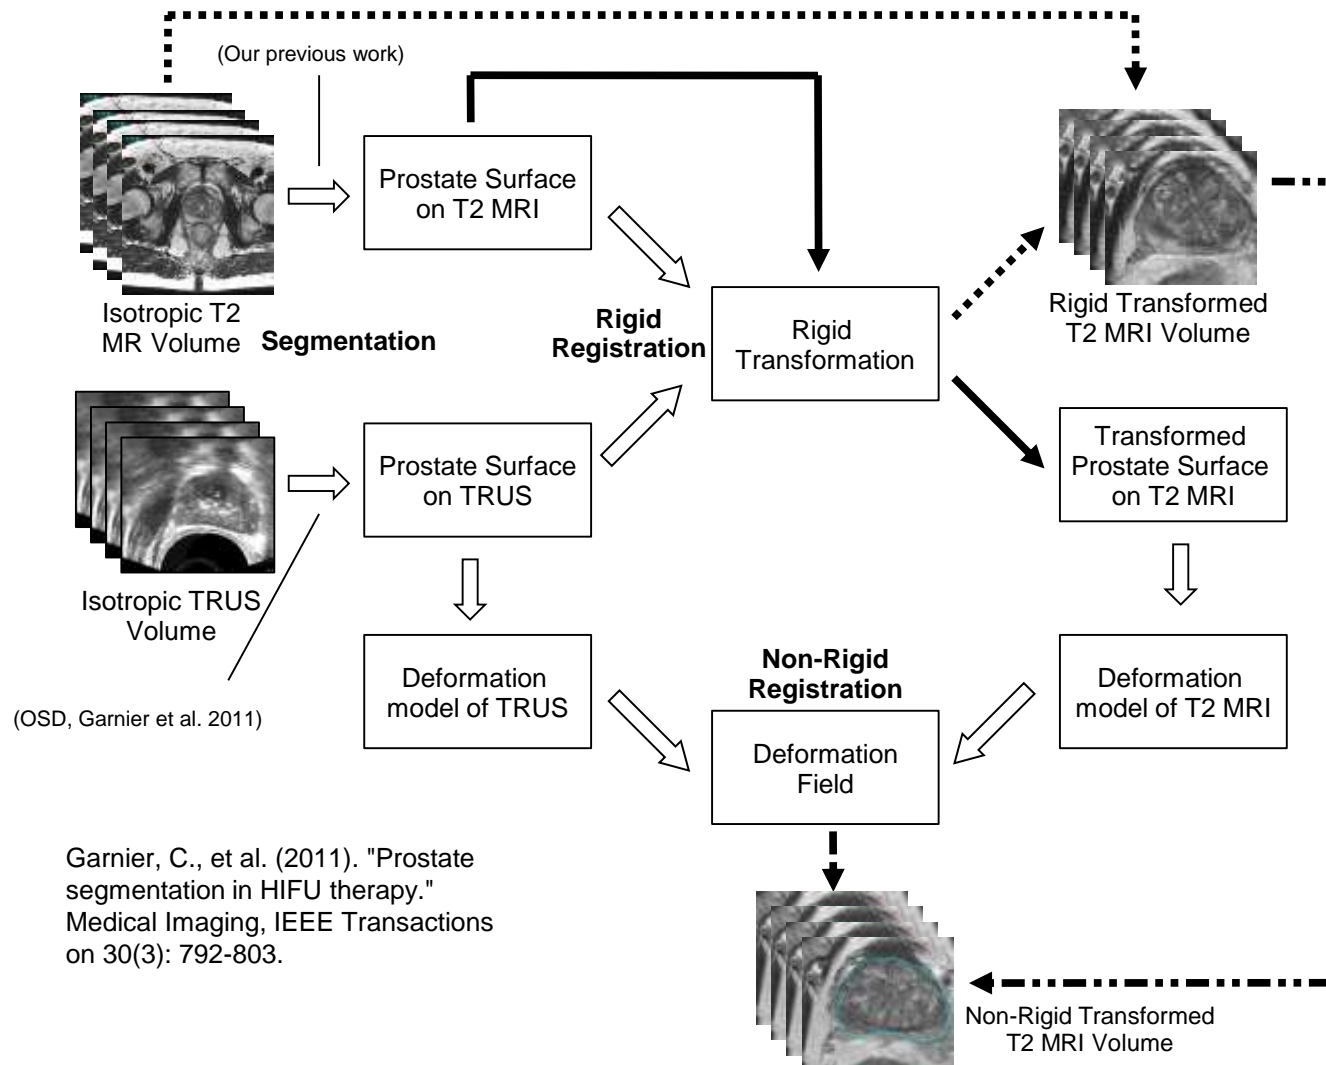 (Our previous work)
Prostate Surface
on T2 MRI
Isotropic T2
MR Volume
Segmentation
Rigid
Registration
Rigid
Transformation
Rigid Transformed
T2 MRI Volume
Prostate Surface
on TRUS
Transformed
Prostate Surface
on T2 MRI
Isotropic TRUS
Volume
(OSD, Garnier et al. 2011)
Deformation
model of TRUS
Non-Rigid
Registration
Deformation
Field
Deformation
model of T2 MRI
Garnier, C., et al. (2011). "Prostate
segmentation in HIFU therapy."
Medical Imaging, IEEE Transactions
on 30(3): 792-803.
Non-Rigid Transformed
T2 MRI Volume